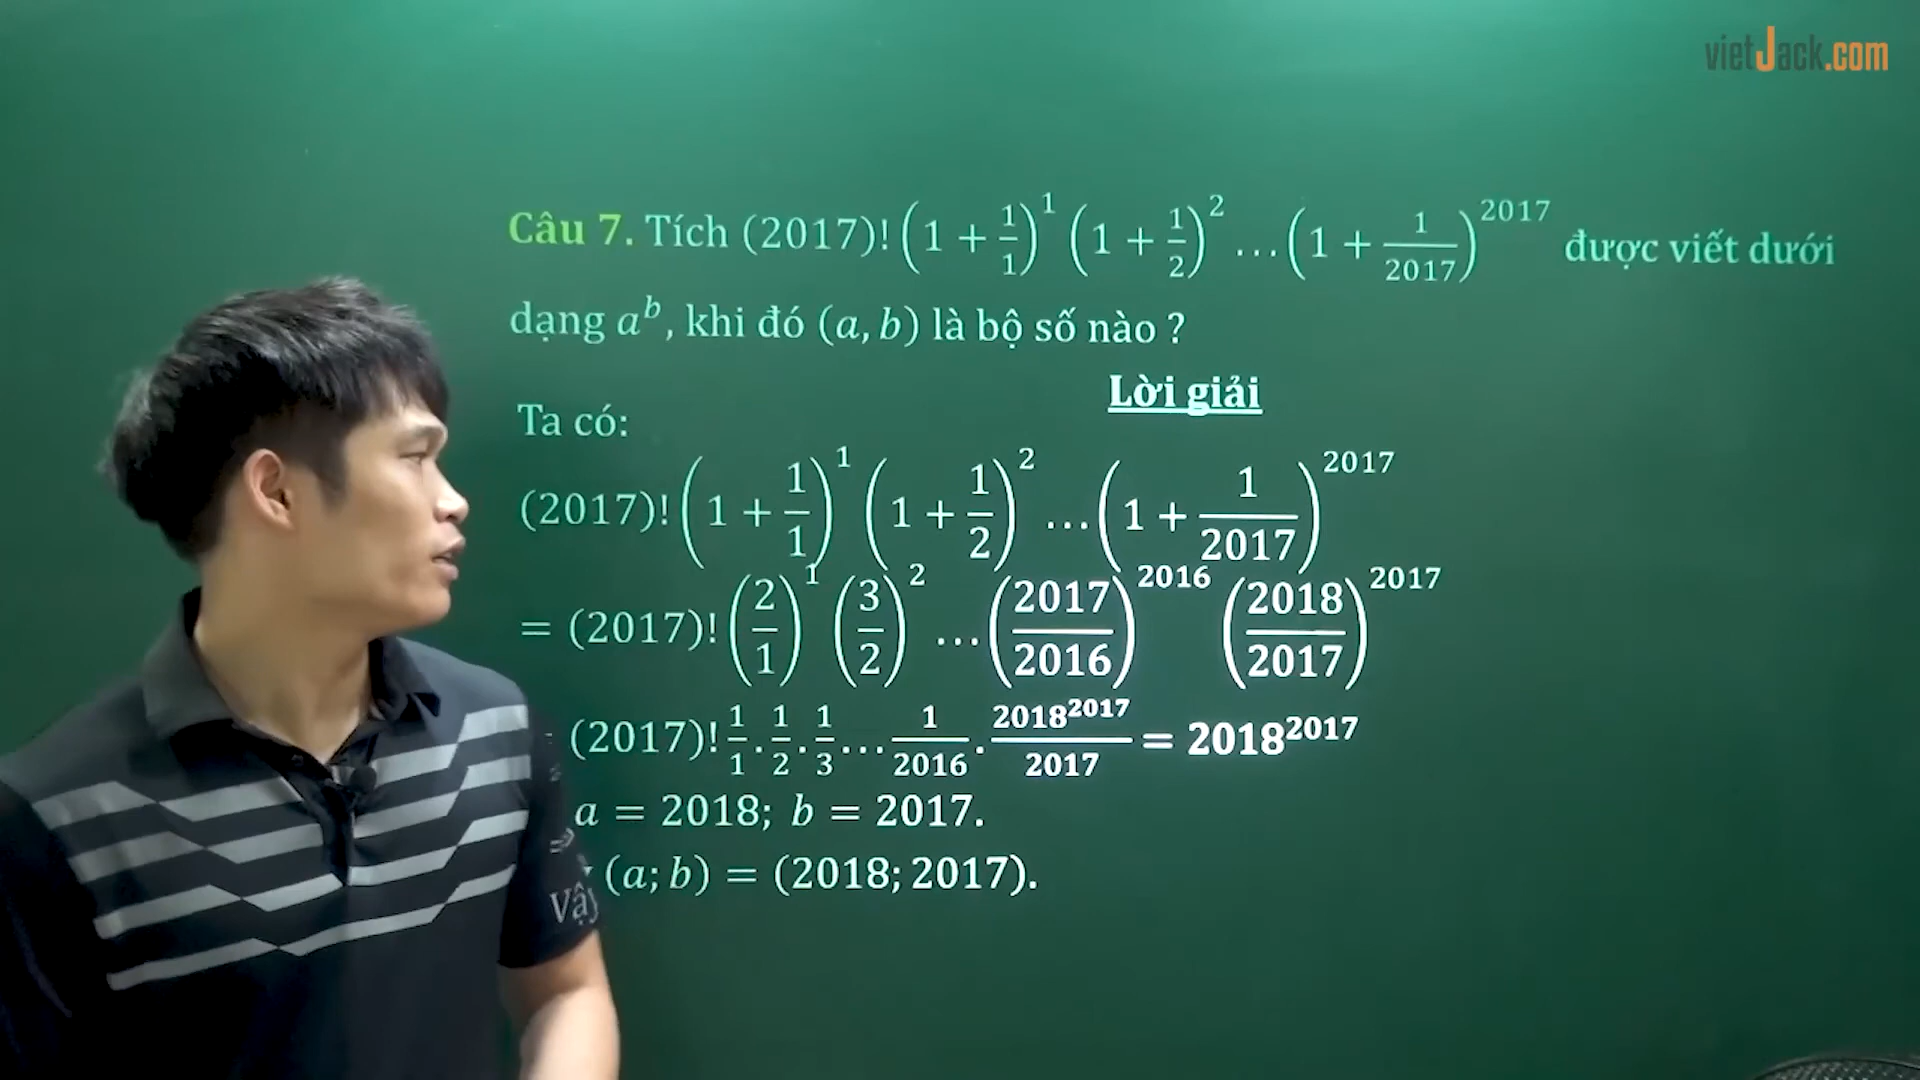 vietJack.com
Câu 7. Tích (2017)! (1 + 1/1)^1 (1 + 1/2)^2 … (1 + 1/2017)^2017 được viết dưới
dạng a^b, khi đó (a, b) là bộ số nào ?
Lời giải
Ta có:
(2017)! (1 + 1/1)^1 (1 + 1/2)^2 … (1 + 1/2017)^2017
= (2017)! (2/1)^1 (3/2)^2 … (2017/2016)^2016 (2018/2017)^2017
= (2017)! 1/1 . 1/2 . 1/3 … 1/2016 . 2018^2017/2017 = 2018^2017
a = 2018; b = 2017.
Vậy (a; b) = (2018; 2017).